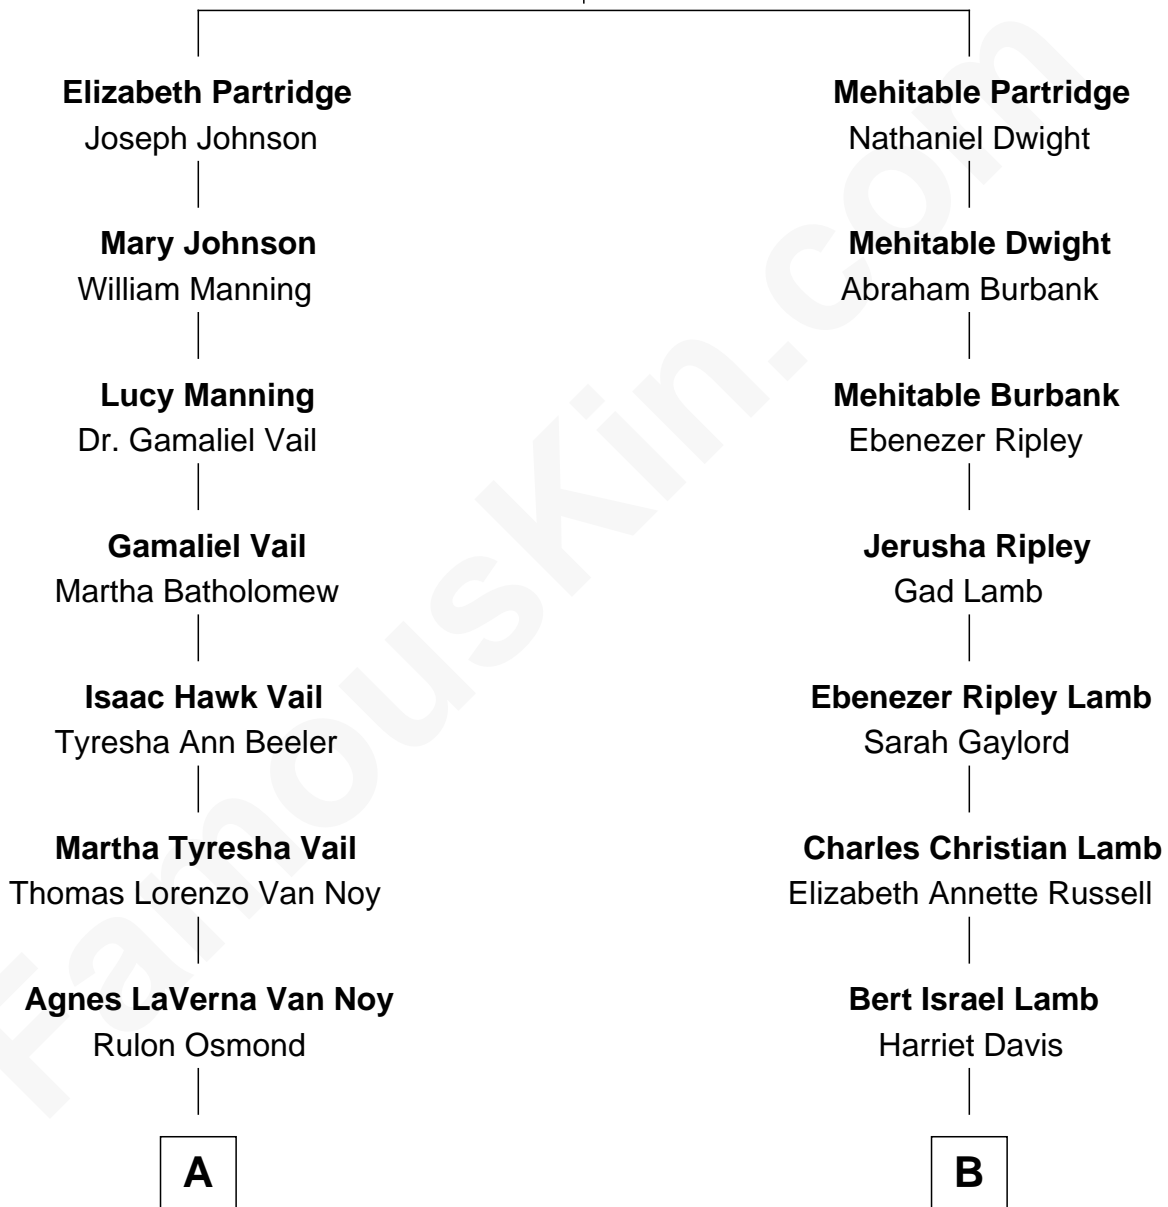 Elizabeth Partridge
Joseph Johnson
Mary Johnson
William Manning
Lucy Manning
Dr. Gamaliel Vail
Gamaliel Vail
Martha Batholomew
Isaac Hawk Vail
Tyresha Ann Beeler
Martha Tyresha Vail
Thomas Lorenzo Van Noy
Agnes LaVerna Van Noy
Rulon Osmond
A
Mehitable Partridge
Nathaniel Dwight
Mehitable Dwight
Abraham Burbank
Mehitable Burbank
Ebenezer Ripley
Jerusha Ripley
Gad Lamb
Ebenezer Ripley Lamb
Sarah Gaylord
Charles Christian Lamb
Elizabeth Annette Russell
Bert Israel Lamb
Harriet Davis
B
FamousKin.com